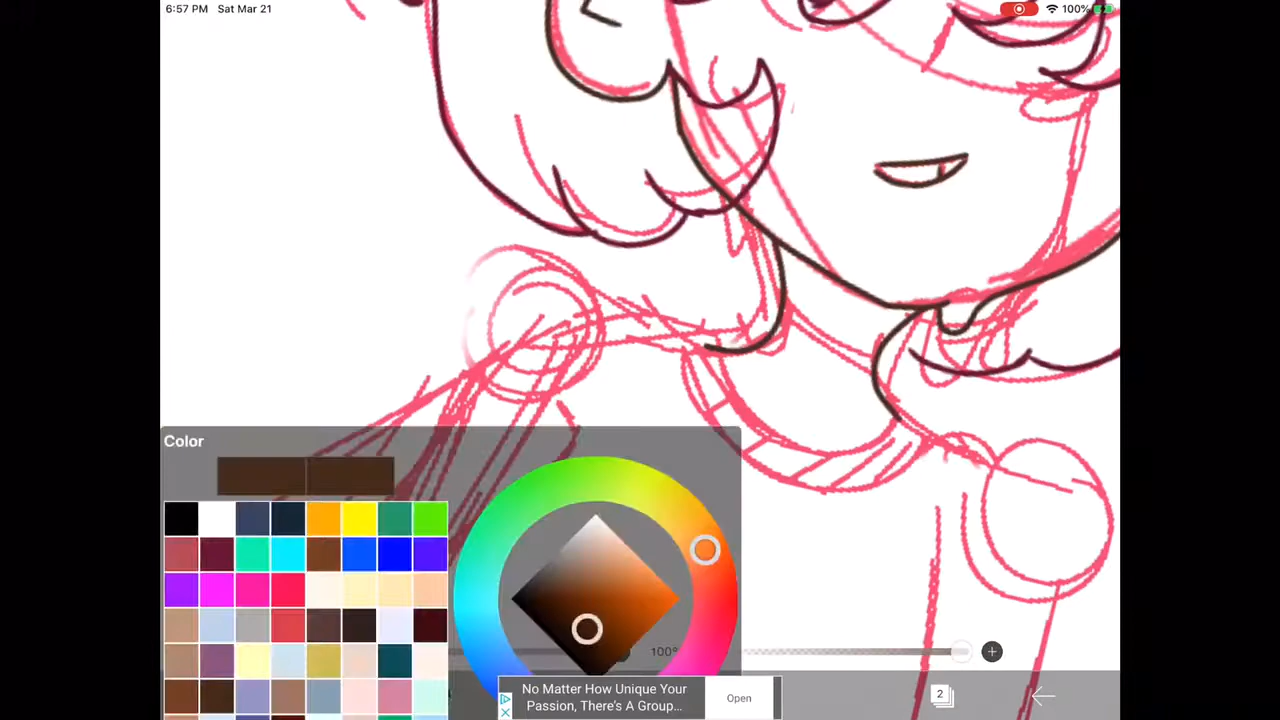 6:57 PM Sat Mar 21
100%
Color
100%
No Matter How Unique Your
Passion, There's A Group...
Open
2